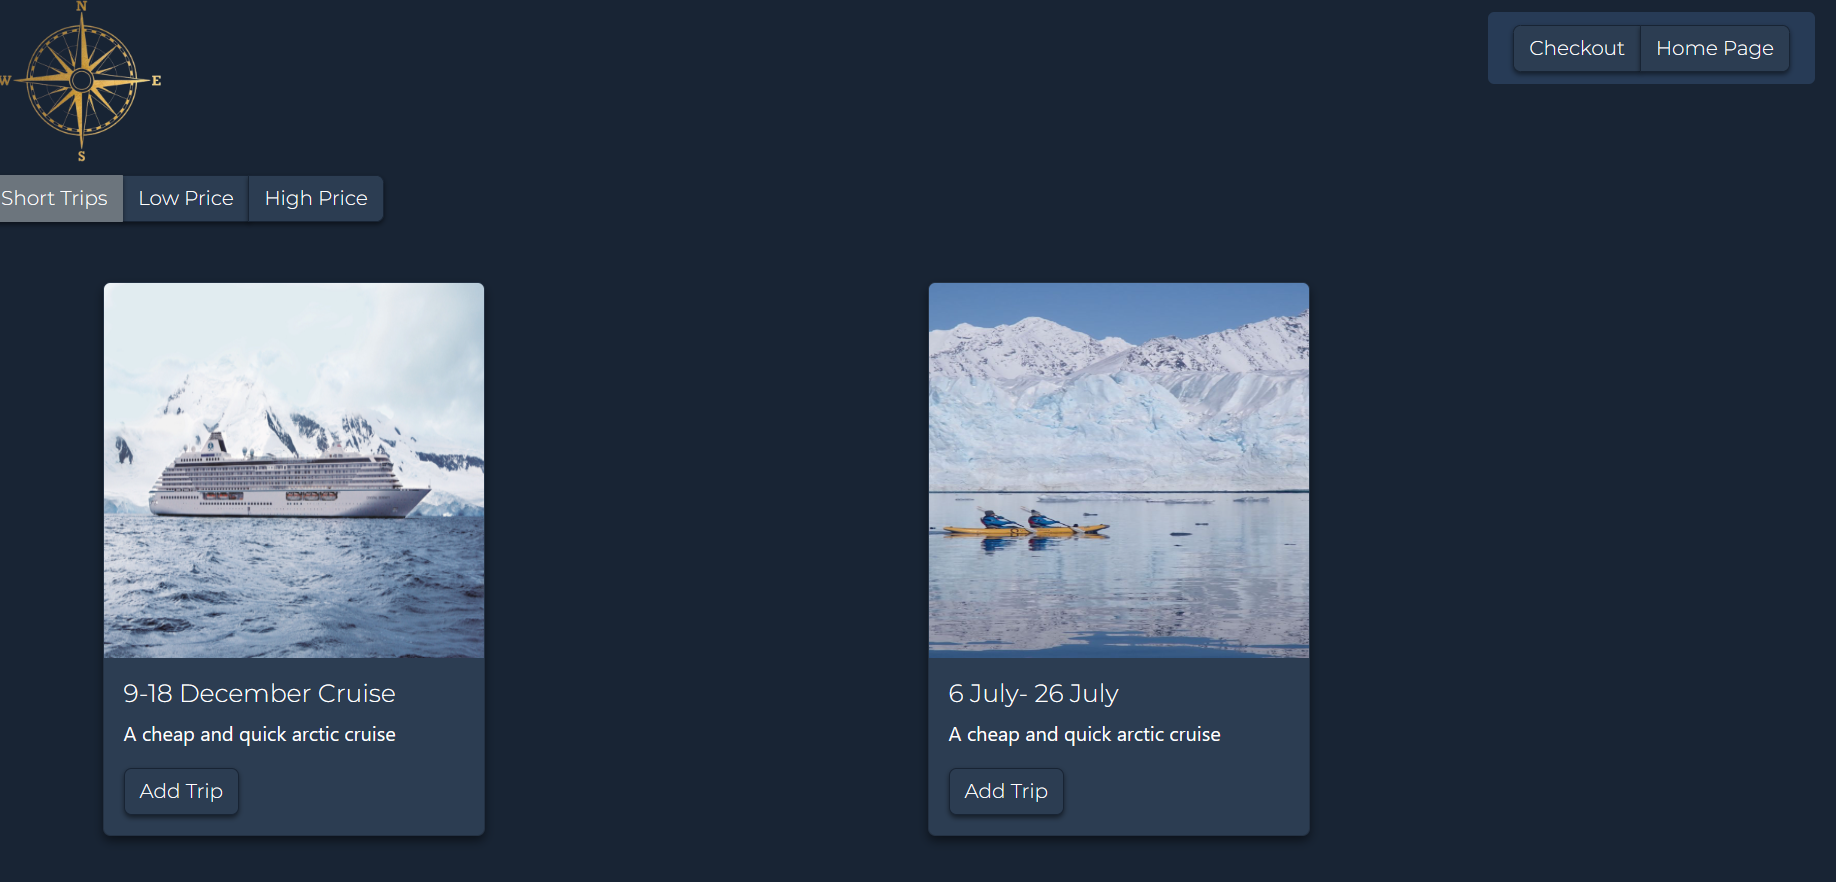 N
W E
S
Checkout Home Page
Short Trips Low Price High Price
9-18 December Cruise
A cheap and quick arctic cruise
Add Trip
6 July- 26 July
A cheap and quick arctic cruise
Add Trip